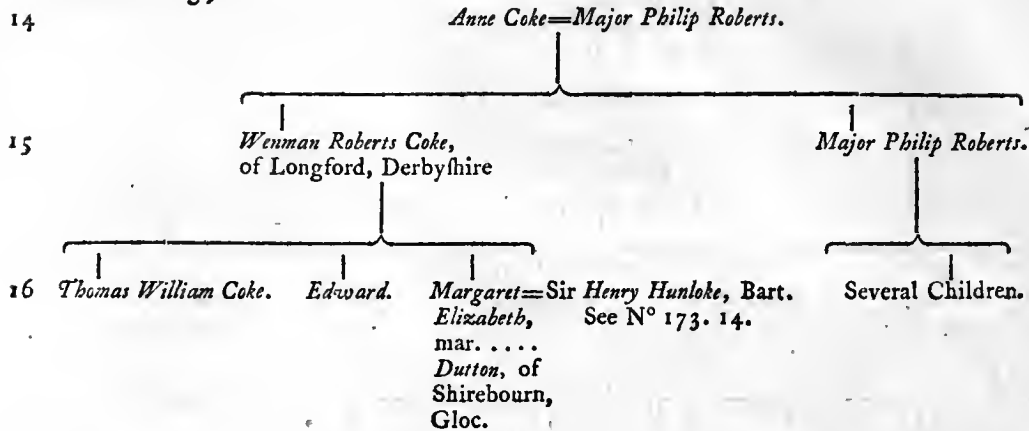 14 Anne Coke=Major Philip Roberts.
15 Wenman Roberts Coke, Major Philip Roberts.
of Longford, Derbyſhire
16 Thomas William Coke. Edward. Margaret=Sir Henry Hunloke, Bart. Several Children.
Elizabeth, See N° 173. 14.
mar. . . . .
Dutton, of
Shirebourn,
Gloc.